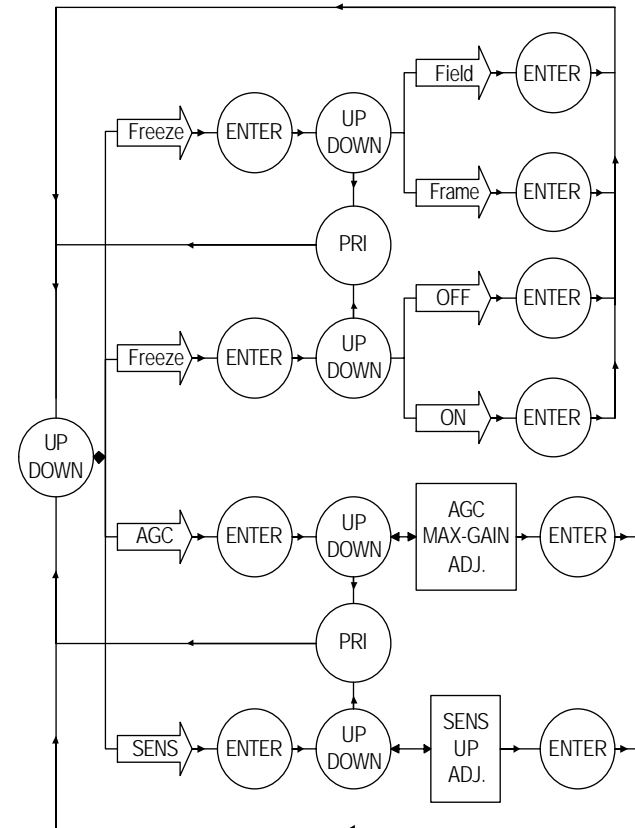 Field
ENTER
Freeze
ENTER
UP
DOWN
Frame
ENTER
PRI
OFF
ENTER
Freeze
ENTER
UP
DOWN
ON
ENTER
UP
DOWN
AGC
ENTER
UP
DOWN
AGC
MAX-GAIN
ADJ.
ENTER
PRI
SENS
ENTER
UP
DOWN
SENS
UP
ADJ.
ENTER